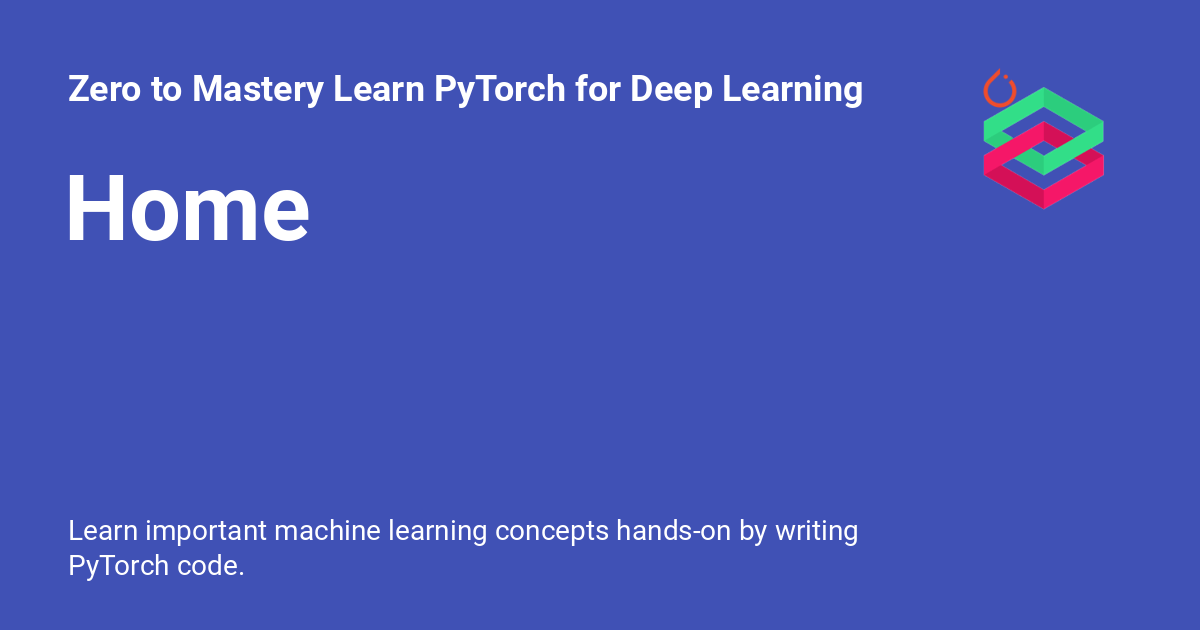 Zero to Mastery Learn PyTorch for Deep Learning
Home
Learn important machine learning concepts hands-on by writing
PyTorch code.